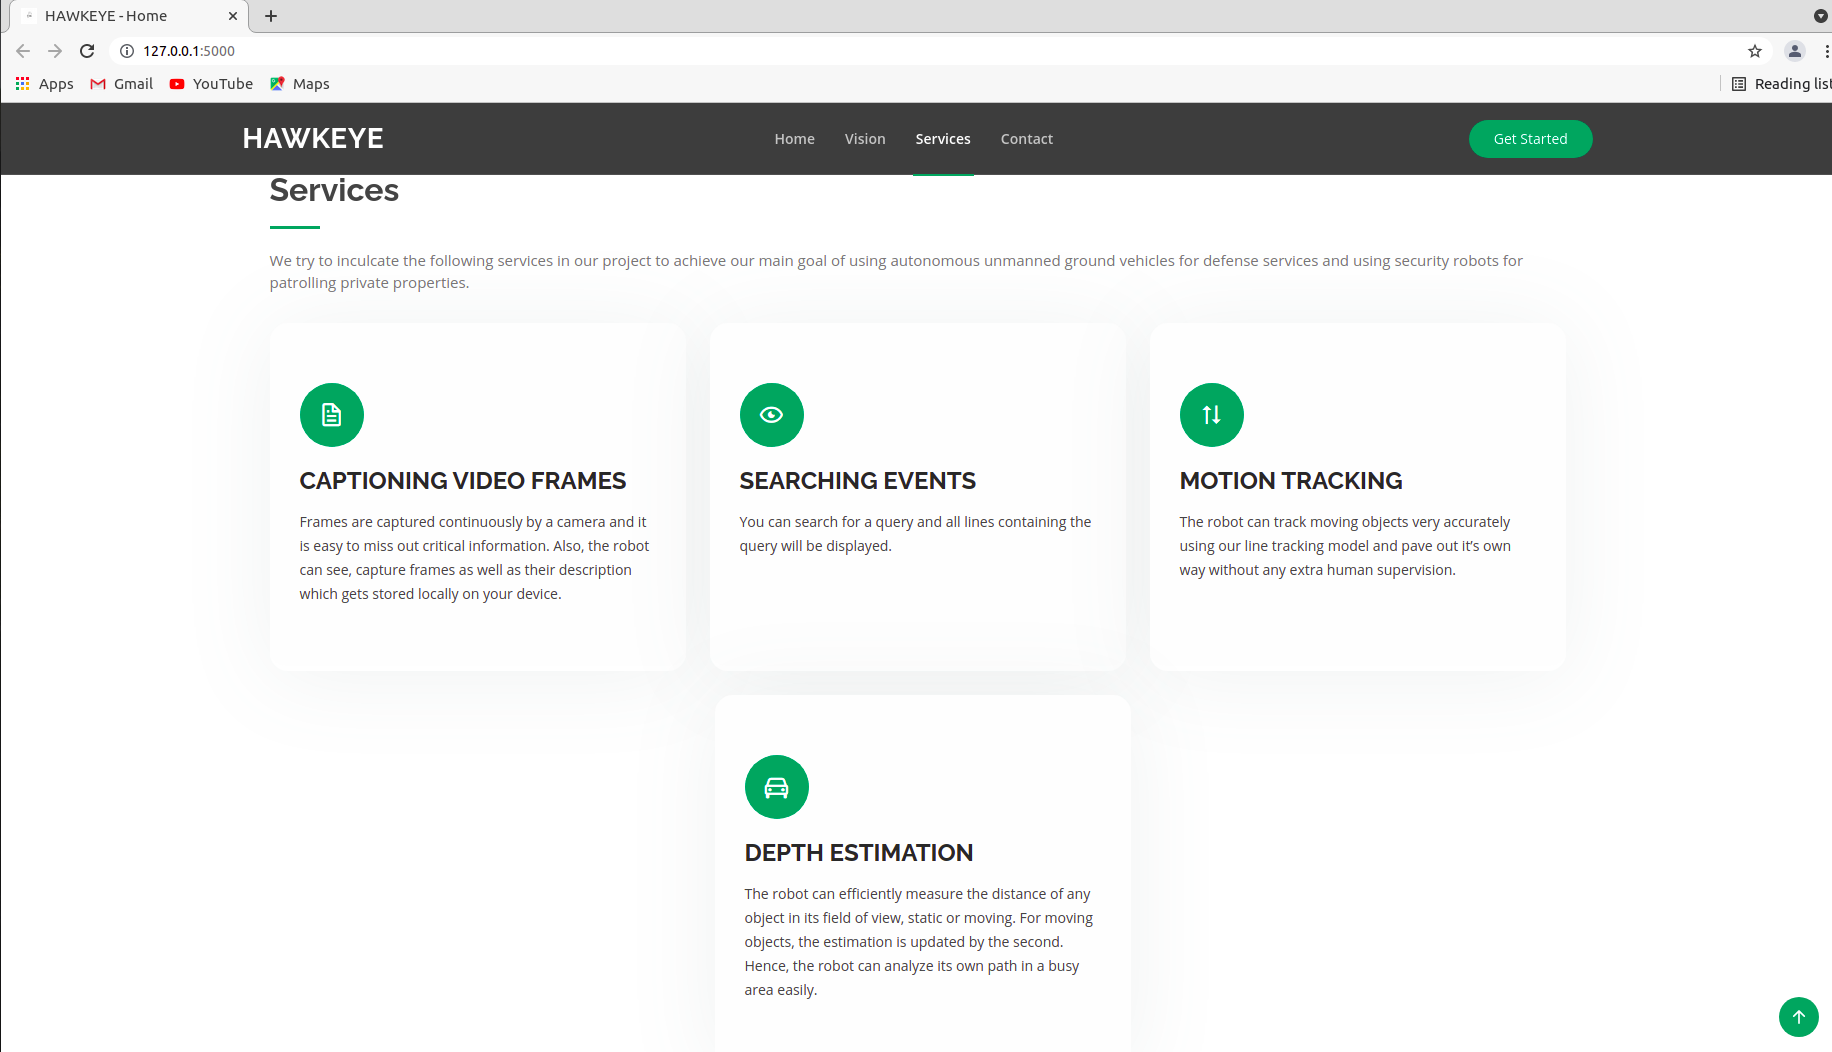 HAWKEYE - Home
127.0.0.1:5000
Apps Gmail YouTube Maps Reading list
HAWKEYE Home Vision Services Contact Get Started
Services
We try to inculcate the following services in our project to achieve our main goal of using autonomous unmanned ground vehicles for defense services and using security robots for
patrolling private properties.
CAPTIONING VIDEO FRAMES
Frames are captured continuously by a camera and it
is easy to miss out critical information. Also, the robot
can see, capture frames as well as their description
which gets stored locally on your device.
SEARCHING EVENTS
You can search for a query and all lines containing the
query will be displayed.
MOTION TRACKING
The robot can track moving objects very accurately
using our line tracking model and pave out it’s own
way without any extra human supervision.
DEPTH ESTIMATION
The robot can efficiently measure the distance of any
object in its field of view, static or moving. For moving
objects, the estimation is updated by the second.
Hence, the robot can analyze its own path in a busy
area easily.